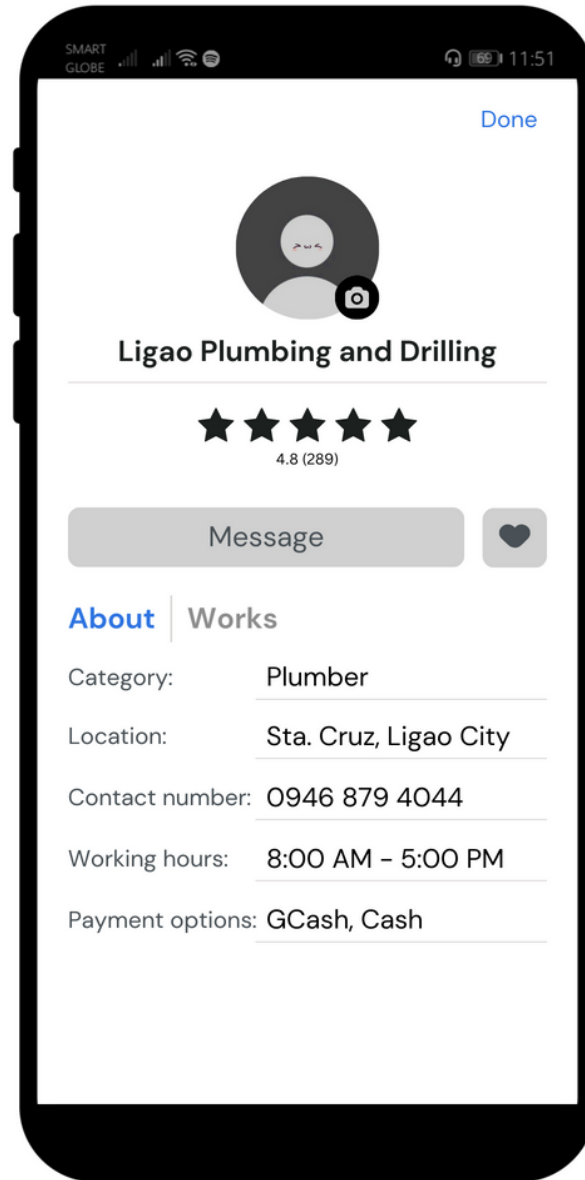 SMART
GLOBE
69 11:51
Done
Ligao Plumbing and Drilling
4.8 (289)
Message
About Works
Category: Plumber
Location: Sta. Cruz, Ligao City
Contact number: 0946 879 4044
Working hours: 8:00 AM – 5:00 PM
Payment options: GCash, Cash